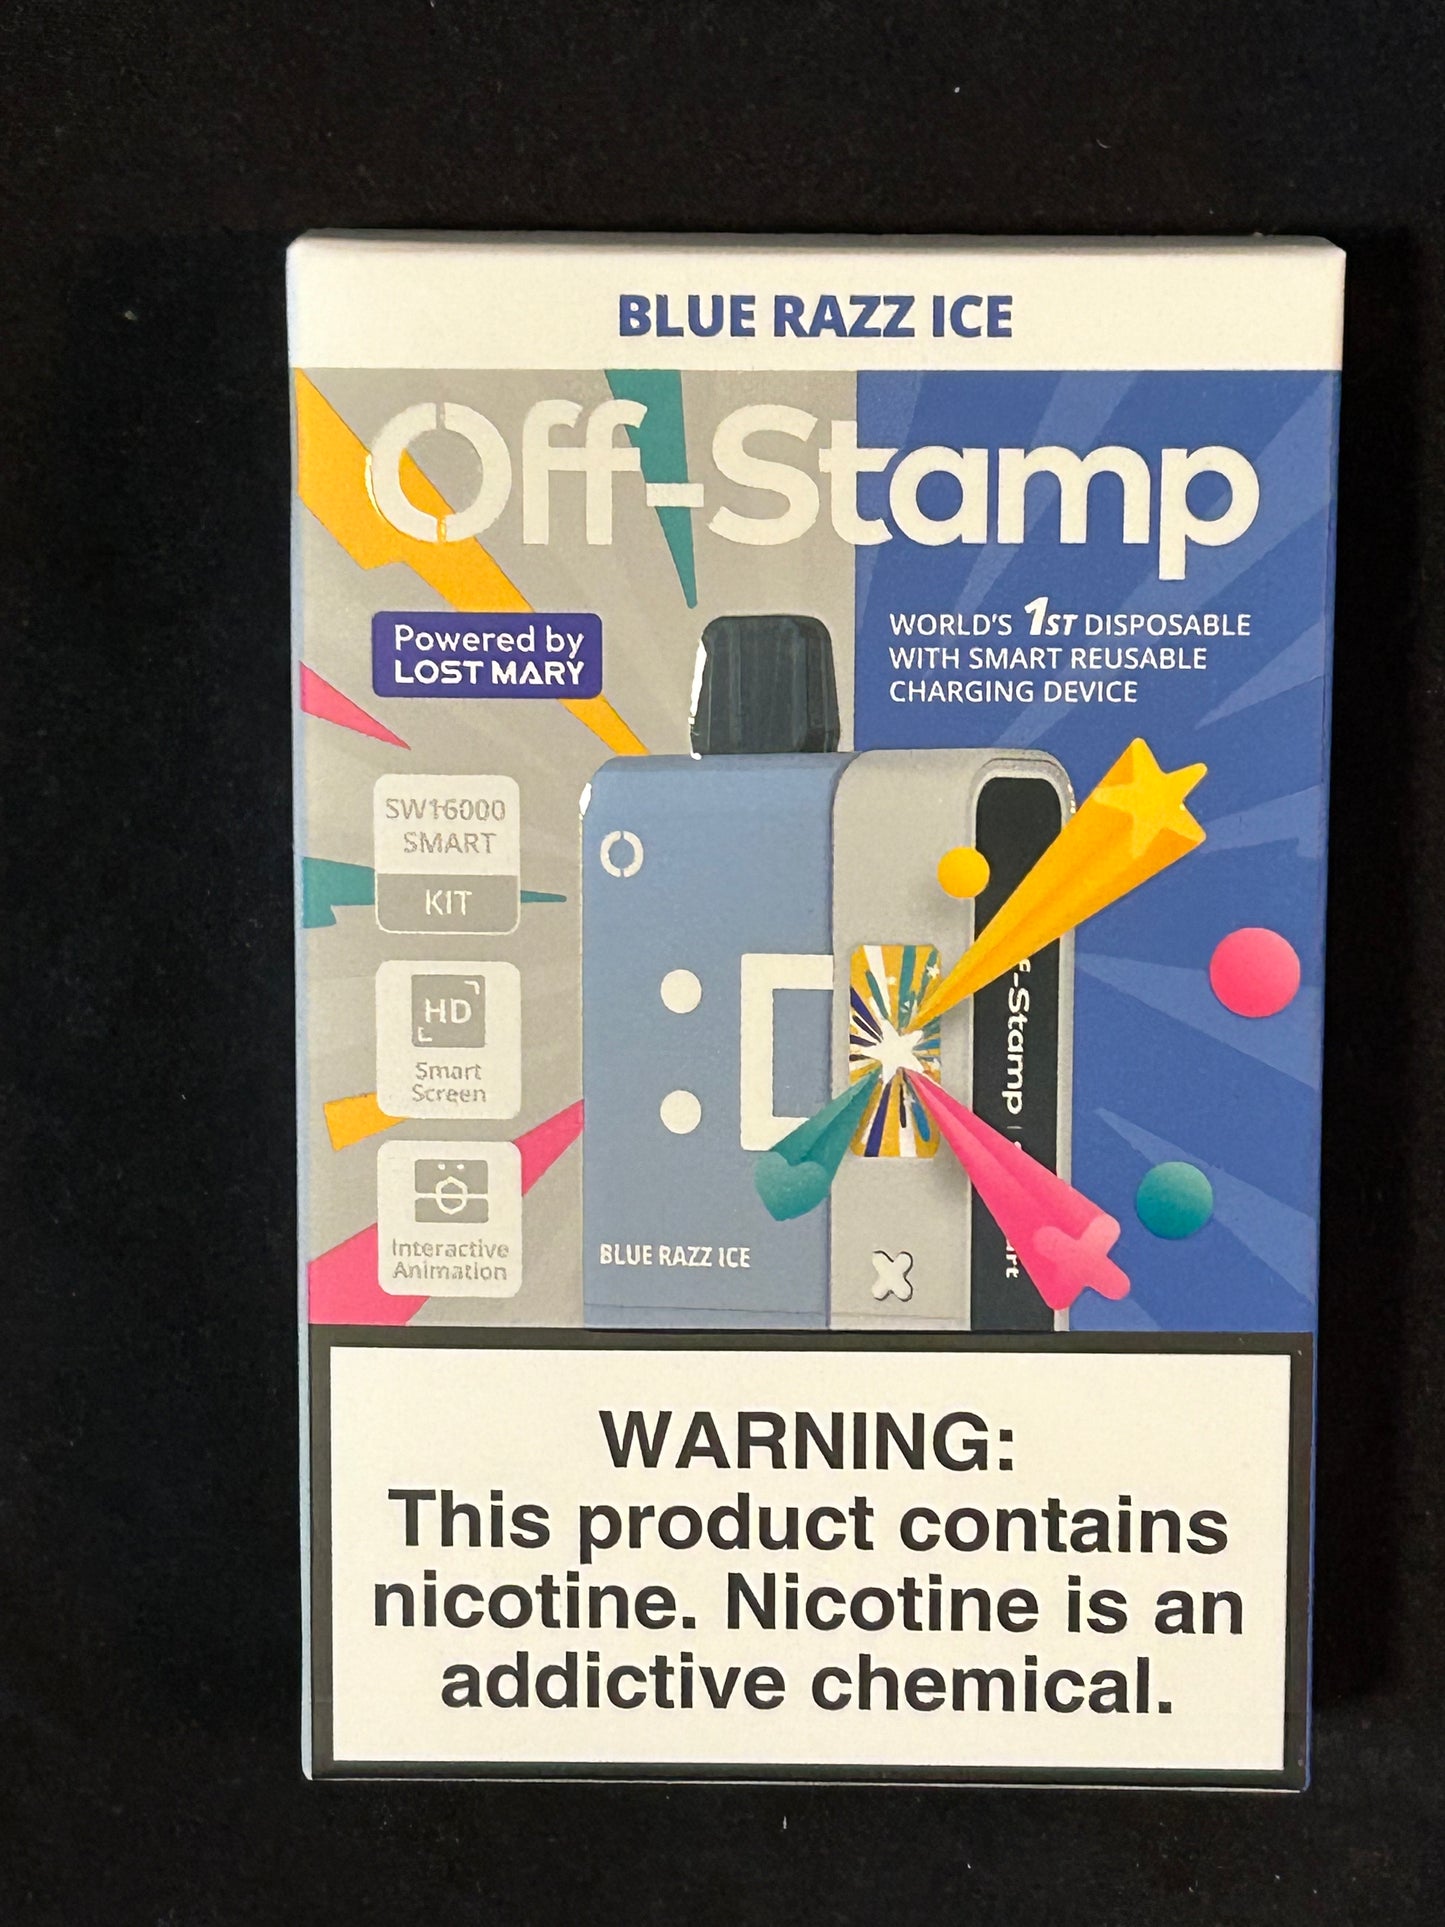 BLUE RAZZ ICE
Off-Stamp
Powered by
LOST MARY
WORLD'S 1ST DISPOSABLE
WITH SMART REUSABLE
CHARGING DEVICE
SW16000
SMART
KIT
HD
Smart
Screen
Interactive
Animation
BLUE RAZZ ICE
f-Stamp
WARNING:
This product contains
nicotine. Nicotine is an
addictive chemical.